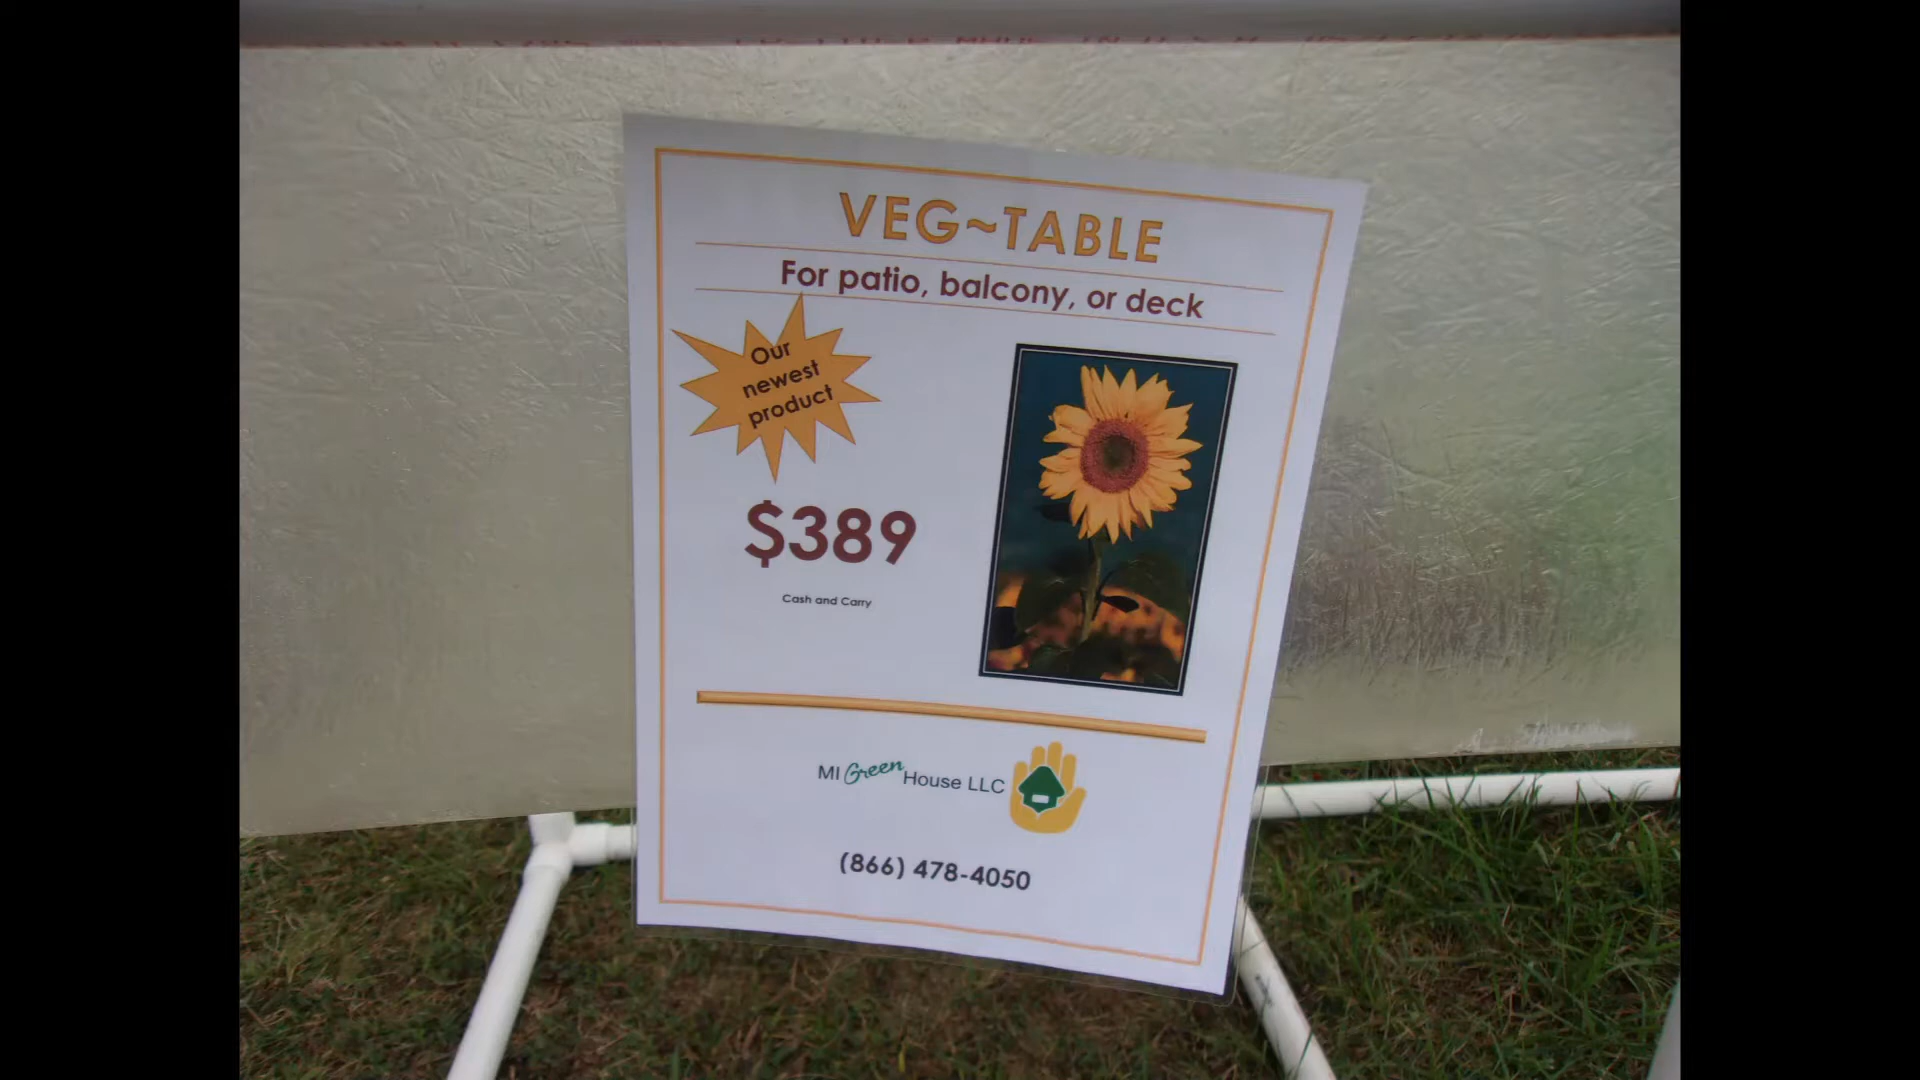 VEG~TABLE
For patio, balcony, or deck
Our
newest
product
$389
Cash and Carry
MI Green House LLC
(866) 478-4050